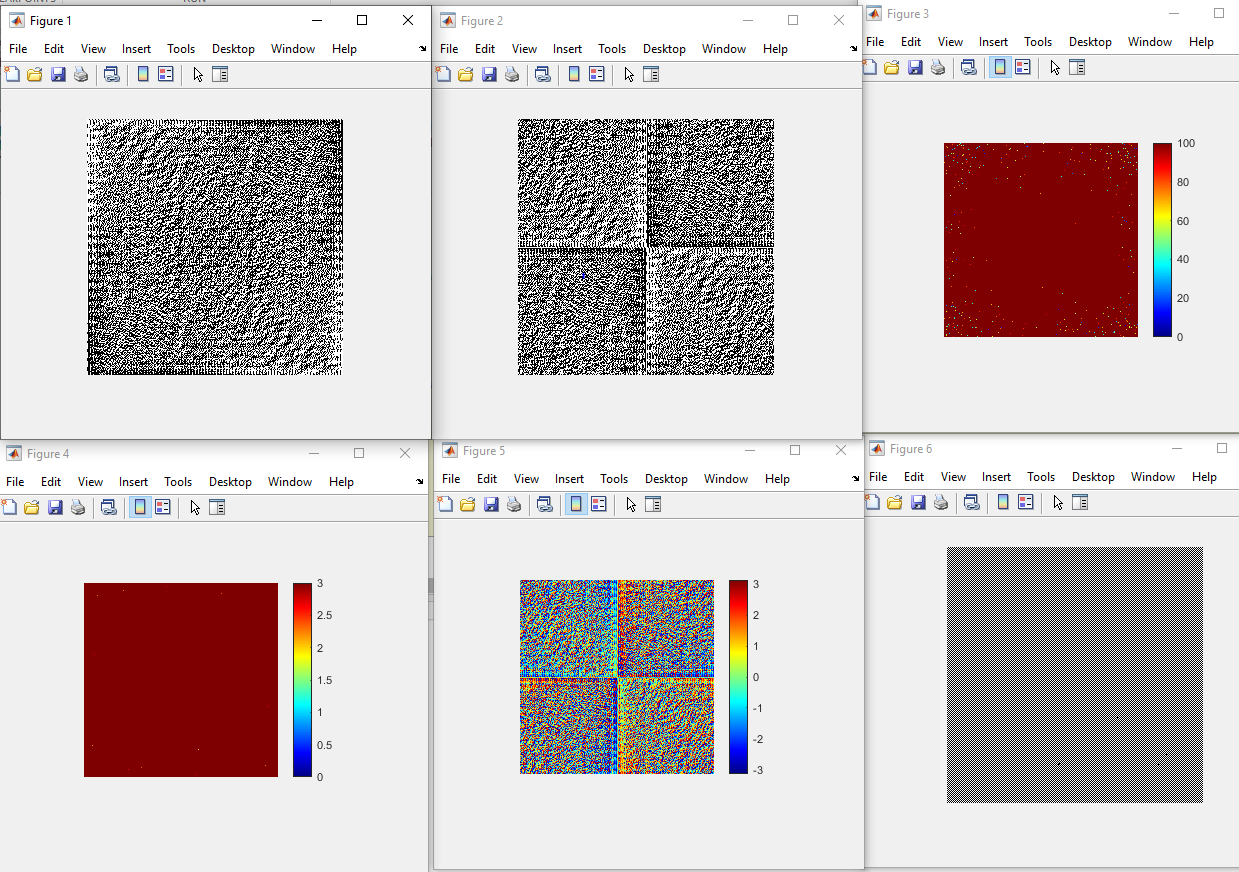 Figure 1
File Edit View Insert Tools Desktop Window Help
Figure 2
File Edit View Insert Tools Desktop Window Help
Figure 3
File Edit View Insert Tools Desktop Window Help
100
80
60
40
20
0
Figure 4
File Edit View Insert Tools Desktop Window Help
3
2.5
2
1.5
1
0.5
0
Figure 5
File Edit View Insert Tools Desktop Window Help
3
2
1
0
-1
-2
-3
Figure 6
File Edit View Insert Tools Desktop Window Help